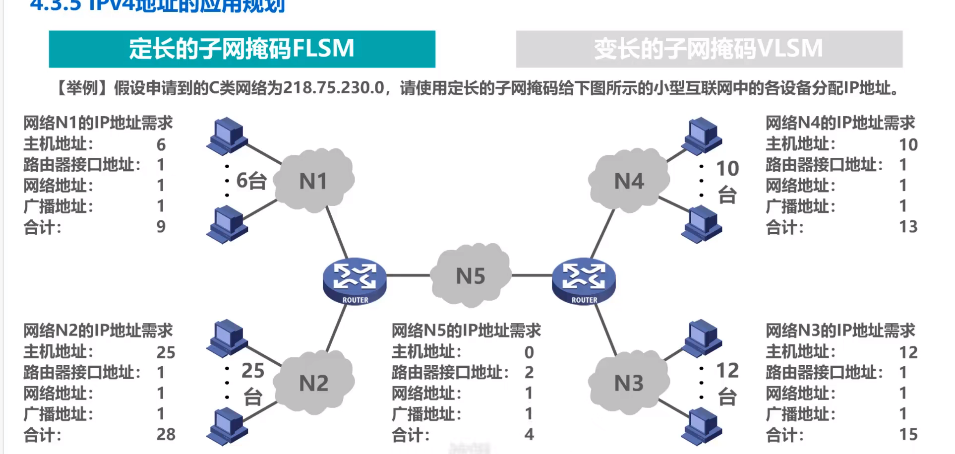 4.3.5 IPv4地址的应用规划
定长的子网掩码FLSM
变长的子网掩码VLSM
【举例】假设申请到的C类网络为218.75.230.0，请使用定长的子网掩码给下图所示的小型互联网中的各设备分配IP地址。
网络N1的IP地址需求
主机地址： 6
路由器接口地址： 1
网络地址： 1
广播地址： 1
合计： 9
6台
N1
N4
10
台
网络N4的IP地址需求
主机地址： 10
路由器接口地址： 1
网络地址： 1
广播地址： 1
合计： 13
ROUTER
N5
ROUTER
网络N2的IP地址需求
主机地址： 25
路由器接口地址： 1
网络地址： 1
广播地址： 1
合计： 28
25
台
N2
网络N5的IP地址需求
主机地址： 0
路由器接口地址： 2
网络地址： 1
广播地址： 1
合计： 4
N3
12
台
网络N3的IP地址需求
主机地址： 12
路由器接口地址： 1
网络地址： 1
广播地址： 1
合计： 15